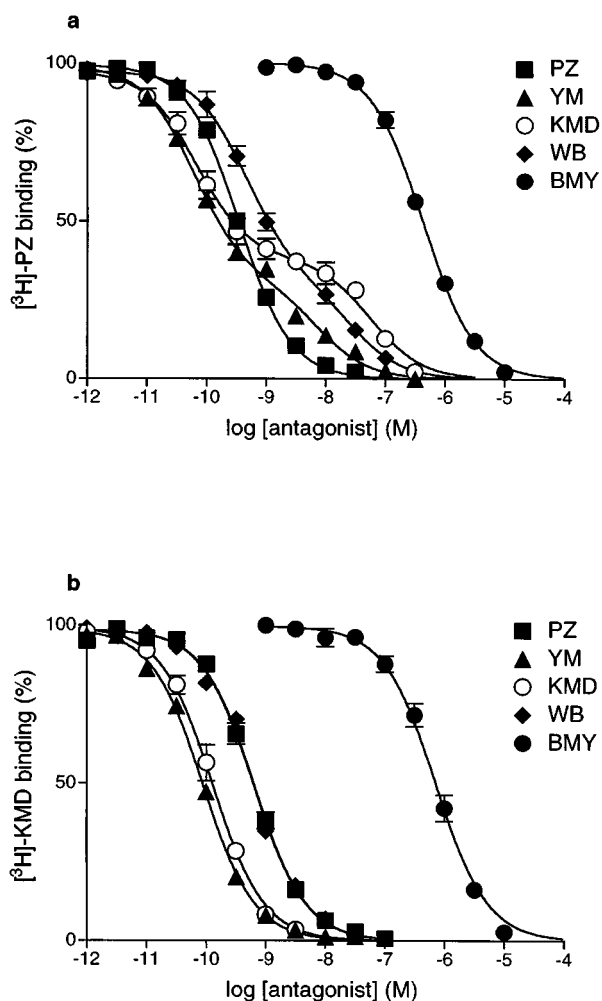 a
[³H]-PZ binding (%)
100
50
0
-12 -11 -10 -9 -8 -7 -6 -5 -4
log [antagonist] (M)
PZ
YM
KMD
WB
BMY
b
[³H]-KMD binding (%)
100
50
0
-12 -11 -10 -9 -8 -7 -6 -5 -4
log [antagonist] (M)
PZ
YM
KMD
WB
BMY